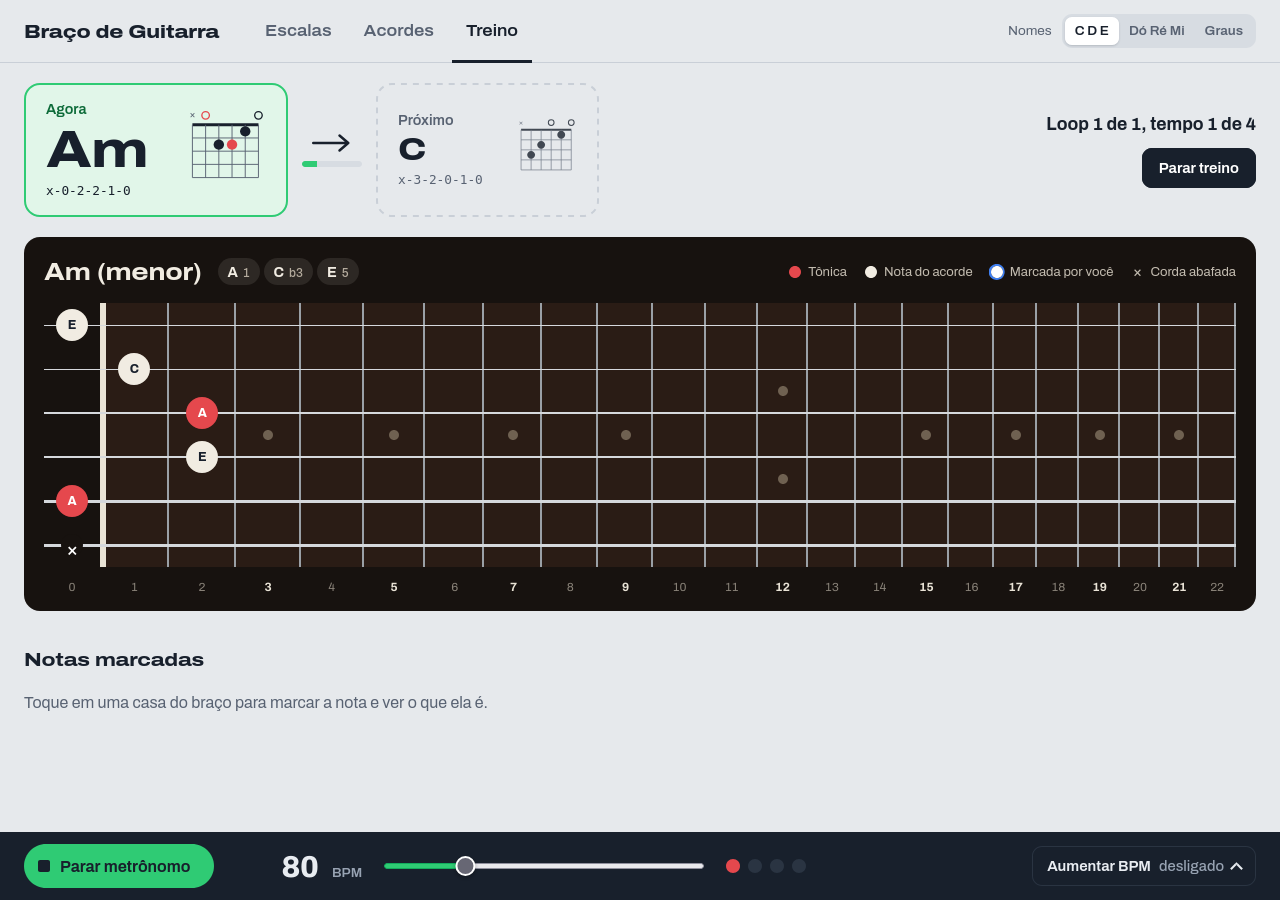 Braço de Guitarra Escalas Acordes Treino Nomes C D E Dó Ré Mi Graus
Agora
Am
x-0-2-2-1-0
Próximo
C
x-3-2-0-1-0
Loop 1 de 1, tempo 1 de 4
Parar treino
Am (menor) A 1 C b3 E 5 Tônica Nota do acorde Marcada por você × Corda abafada
E
C
A
E
A
×
0 1 2 3 4 5 6 7 8 9 10 11 12 13 14 15 16 17 18 19 20 21 22
Notas marcadas
Toque em uma casa do braço para marcar a nota e ver o que ela é.
Parar metrônomo 80 BPM Aumentar BPM desligado